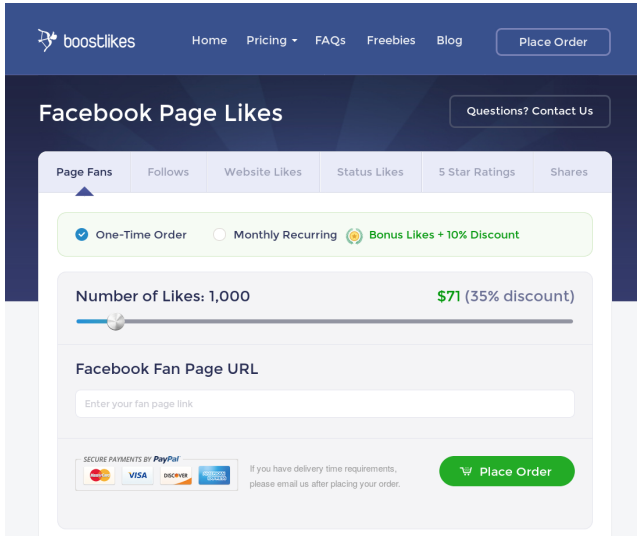 boostlikes Home Pricing FAQs Freebies Blog Place Order
Facebook Page Likes Questions? Contact Us
Page Fans Follows Website Likes Status Likes 5 Star Ratings Shares
One-Time Order Monthly Recurring Bonus Likes + 10% Discount
Number of Likes: 1,000 $71 (35% discount)
Facebook Fan Page URL
Enter your fan page link
SECURE PAYMENTS BY PayPal
MasterCard VISA DISCOVER AMERICAN EXPRESS
If you have delivery time requirements,
please email us after placing your order.
Place Order